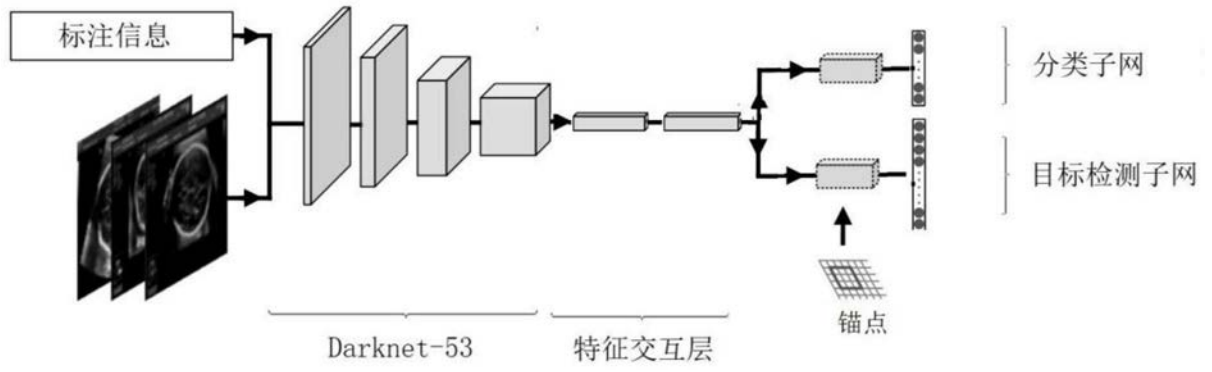 标注信息
分类子网
目标检测子网
锚点
Darknet-53
特征交互层